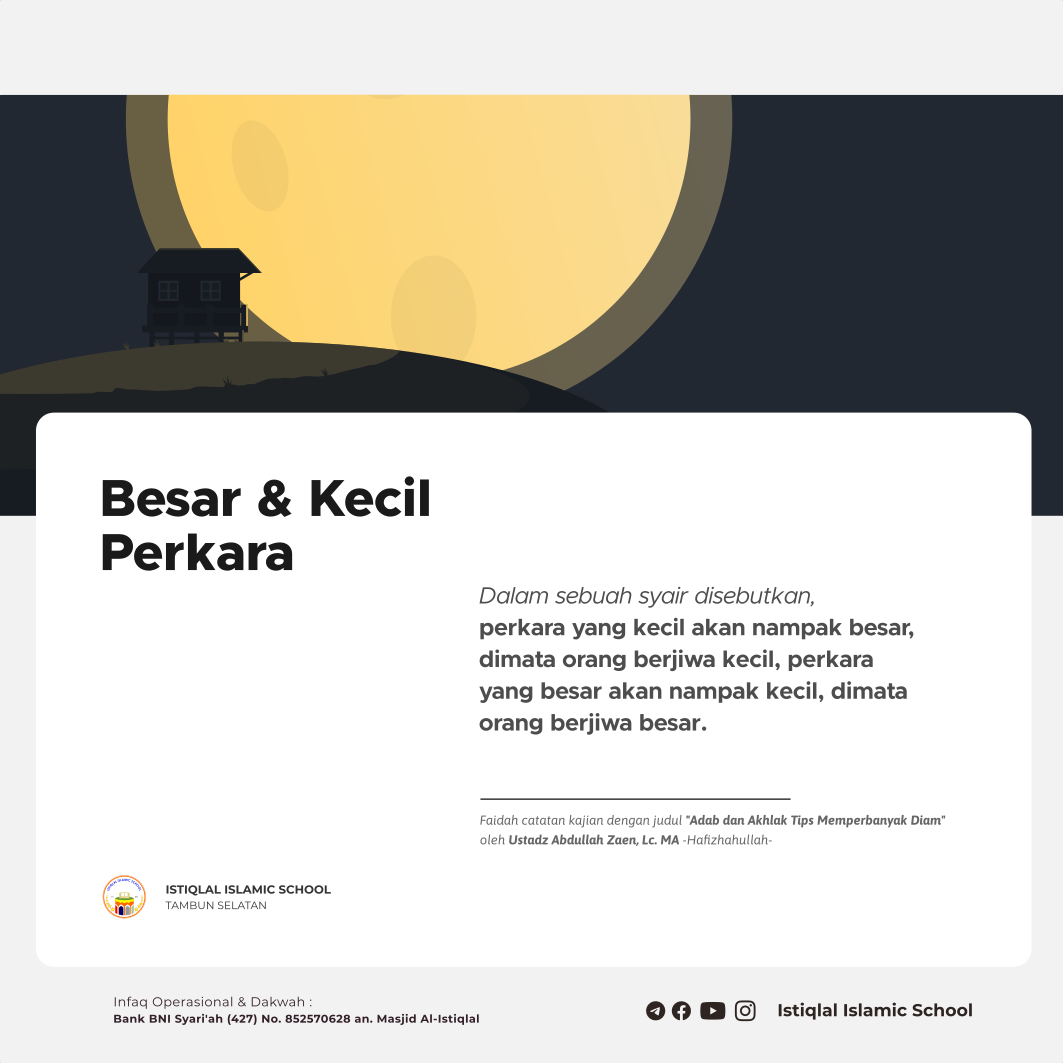 Besar & Kecil
Perkara
Dalam sebuah syair disebutkan,
perkara yang kecil akan nampak besar,
dimata orang berjiwa kecil, perkara
yang besar akan nampak kecil, dimata
orang berjiwa besar.
Faidah catatan kajian dengan judul "Adab dan Akhlak Tips Memperbanyak Diam"
oleh Ustadz Abdullah Zaen, Lc. MA -Hafizhahullah-
ISTIQLAL ISLAMIC SCHOOL
ISTIQLAL ISLAMIC SCHOOL
TAMBUN SELATAN
Infaq Operasional & Dakwah :
Bank BNI Syari'ah (427) No. 852570628 an. Masjid Al-Istiqlal
Istiqlal Islamic School